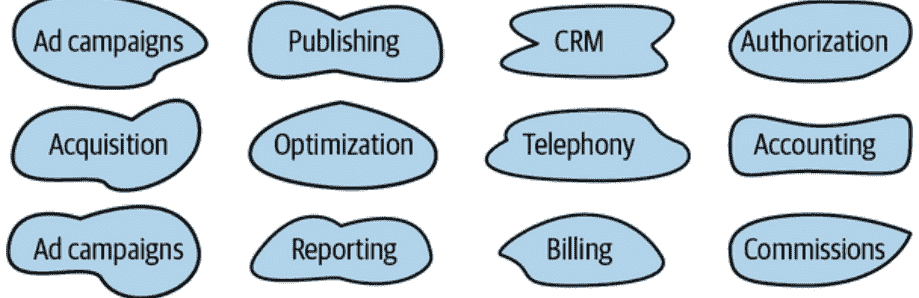 Ad campaigns
Publishing
CRM
Authorization
Acquisition
Optimization
Telephony
Accounting
Ad campaigns
Reporting
Billing
Commissions